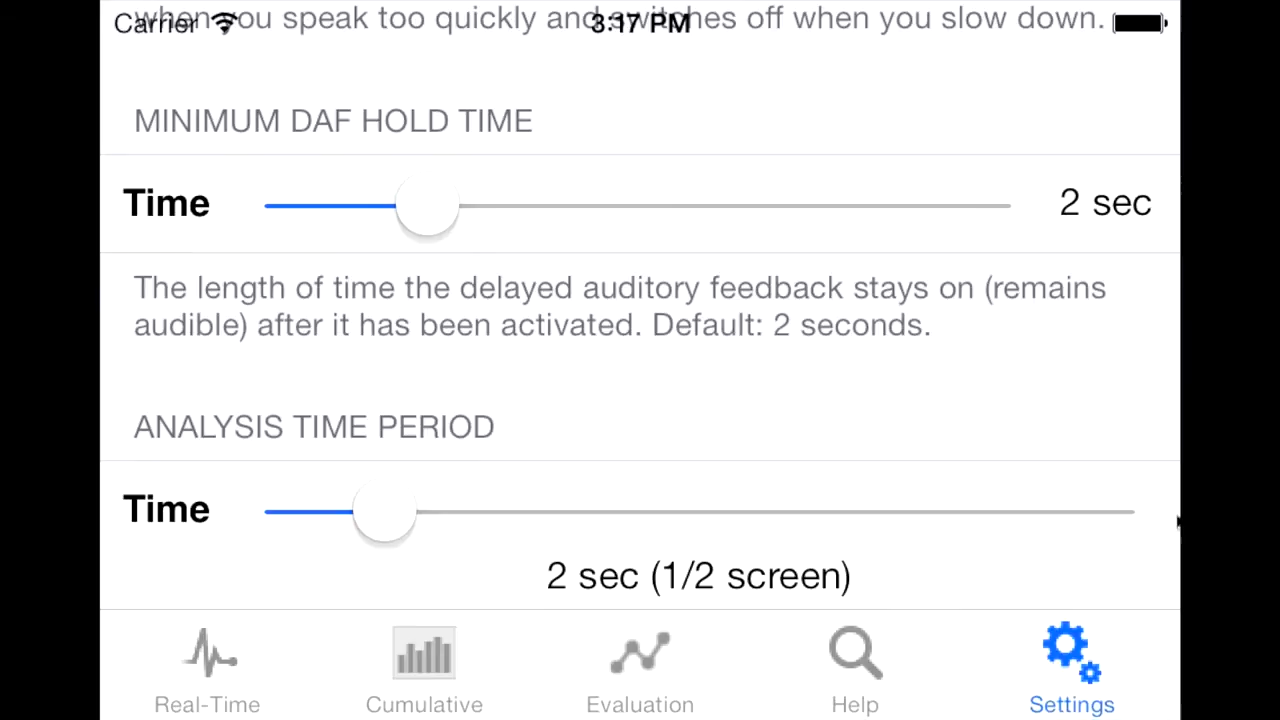 when you speak too quickly and switches off when you slow down.
Carrier 3:17 PM
MINIMUM DAF HOLD TIME
Time 2 sec
The length of time the delayed auditory feedback stays on (remains
audible) after it has been activated. Default: 2 seconds.
ANALYSIS TIME PERIOD
Time
2 sec (1/2 screen)
Real-Time Cumulative Evaluation Help Settings